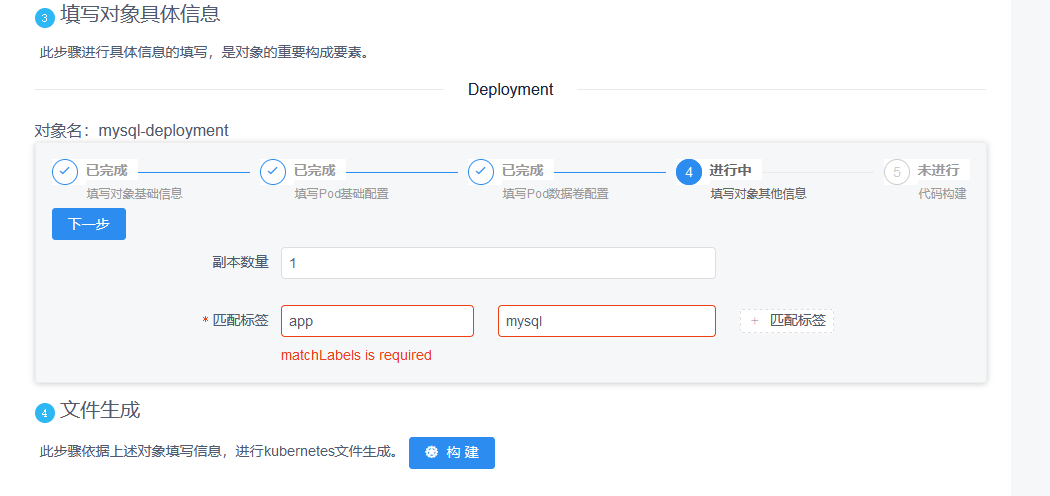 3 填写对象具体信息
此步骤进行具体信息的填写，是对象的重要构成要素。
Deployment
对象名：mysql-deployment
已完成 已完成 已完成 4 进行中 5 未进行
填写对象基础信息 填写Pod基础配置 填写Pod数据卷配置 填写对象其他信息 代码构建
下一步
副本数量 1
* 匹配标签 app mysql + 匹配标签
matchLabels is required
4 文件生成
此步骤依据上述对象填写信息，进行kubernetes文件生成。 构 建